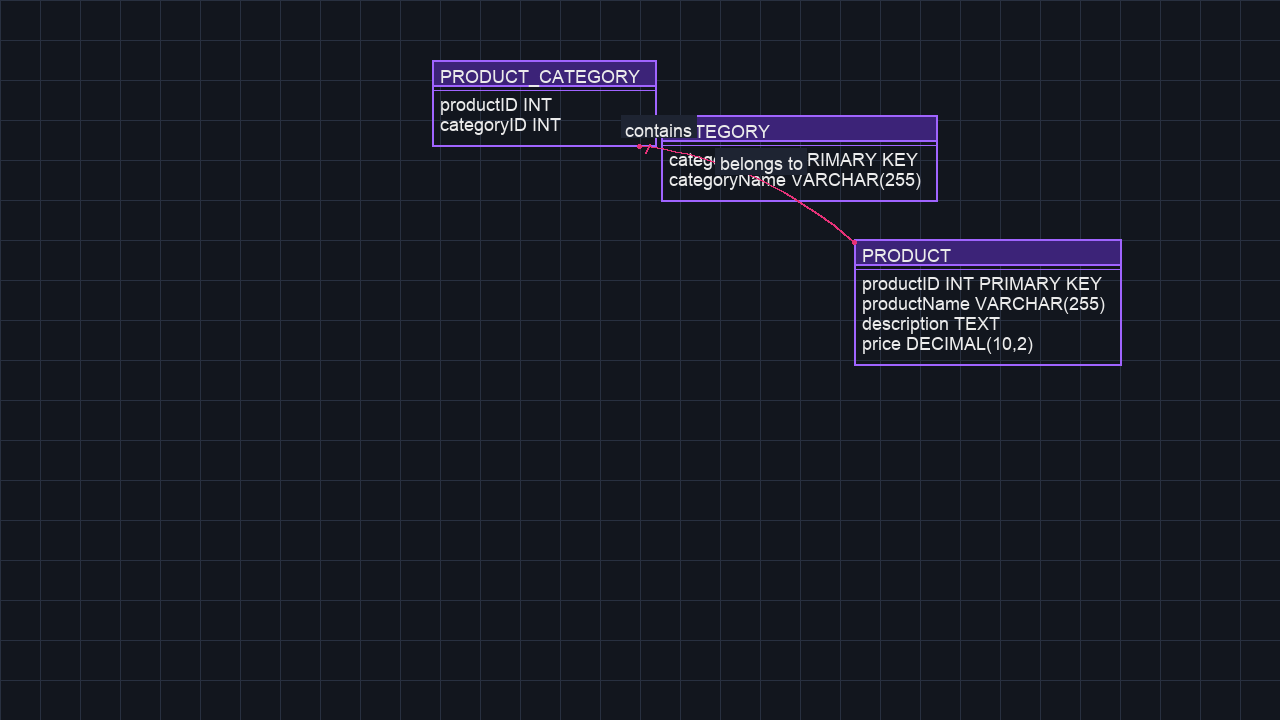 PRODUCT_CATEGORY
productID INT
categoryID INT
contains
TEGORY
categ
belongs to
RIMARY KEY
categoryName VARCHAR(255)
PRODUCT
productID INT PRIMARY KEY
productName VARCHAR(255)
description TEXT
price DECIMAL(10,2)